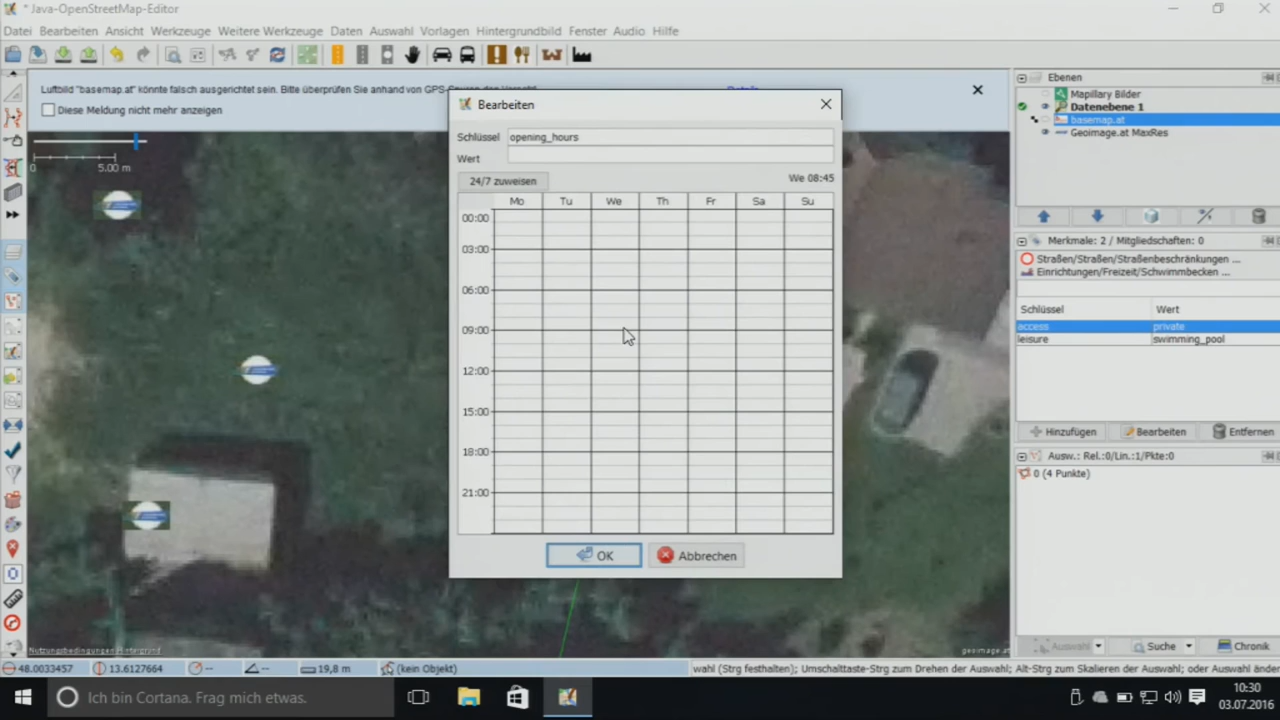 * Java-OpenStreetMap-Editor
Datei Bearbeiten Ansicht Werkzeuge Weitere Werkzeuge Daten Auswahl Vorlagen Hintergrundbild Fenster Audio Hilfe
Luftbild "basemap.at" könnte falsch ausgerichtet sein. Bitte überprüfen Sie anhand von GPS-
Diese Meldung nicht mehr anzeigen
0 5.00 m
Bearbeiten
Schlüssel opening_hours
Wert
24/7 zuweisen We 08:45
Mo Tu We Th Fr Sa Su
00:00
03:00
06:00
09:00
12:00
15:00
18:00
21:00
OK Abbrechen
Ebenen
Mapillary Bilder
Datenebene 1
basemap.at
Geoimage.at MaxRes
Merkmale: 2 / Mitgliedschaften: 0
Straßen/Straßen/Straßenbeschränkungen ...
Einrichtungen/Freizeit/Schwimmbecken ...
Schlüssel Wert
access private
leisure swimming_pool
Hinzufügen Bearbeiten Entfernen
Ausw.: Rel.:0/Lin.:1/Pkte:0
0 (4 Punkte)
Auswahl Suche Chronik
Nutzungsbedingungen Hintergrund
geoimage.at
48.0033457 13.6127664 -- -- 19,8 m (kein Objekt) wahl (Strg festhalten); Umschalttaste-Strg zum Drehen der Auswahl; Alt-Strg zum Skalieren der Auswahl; oder Auswahl änder
Ich bin Cortana. Frag mich etwas.
10:30
03.07.2016